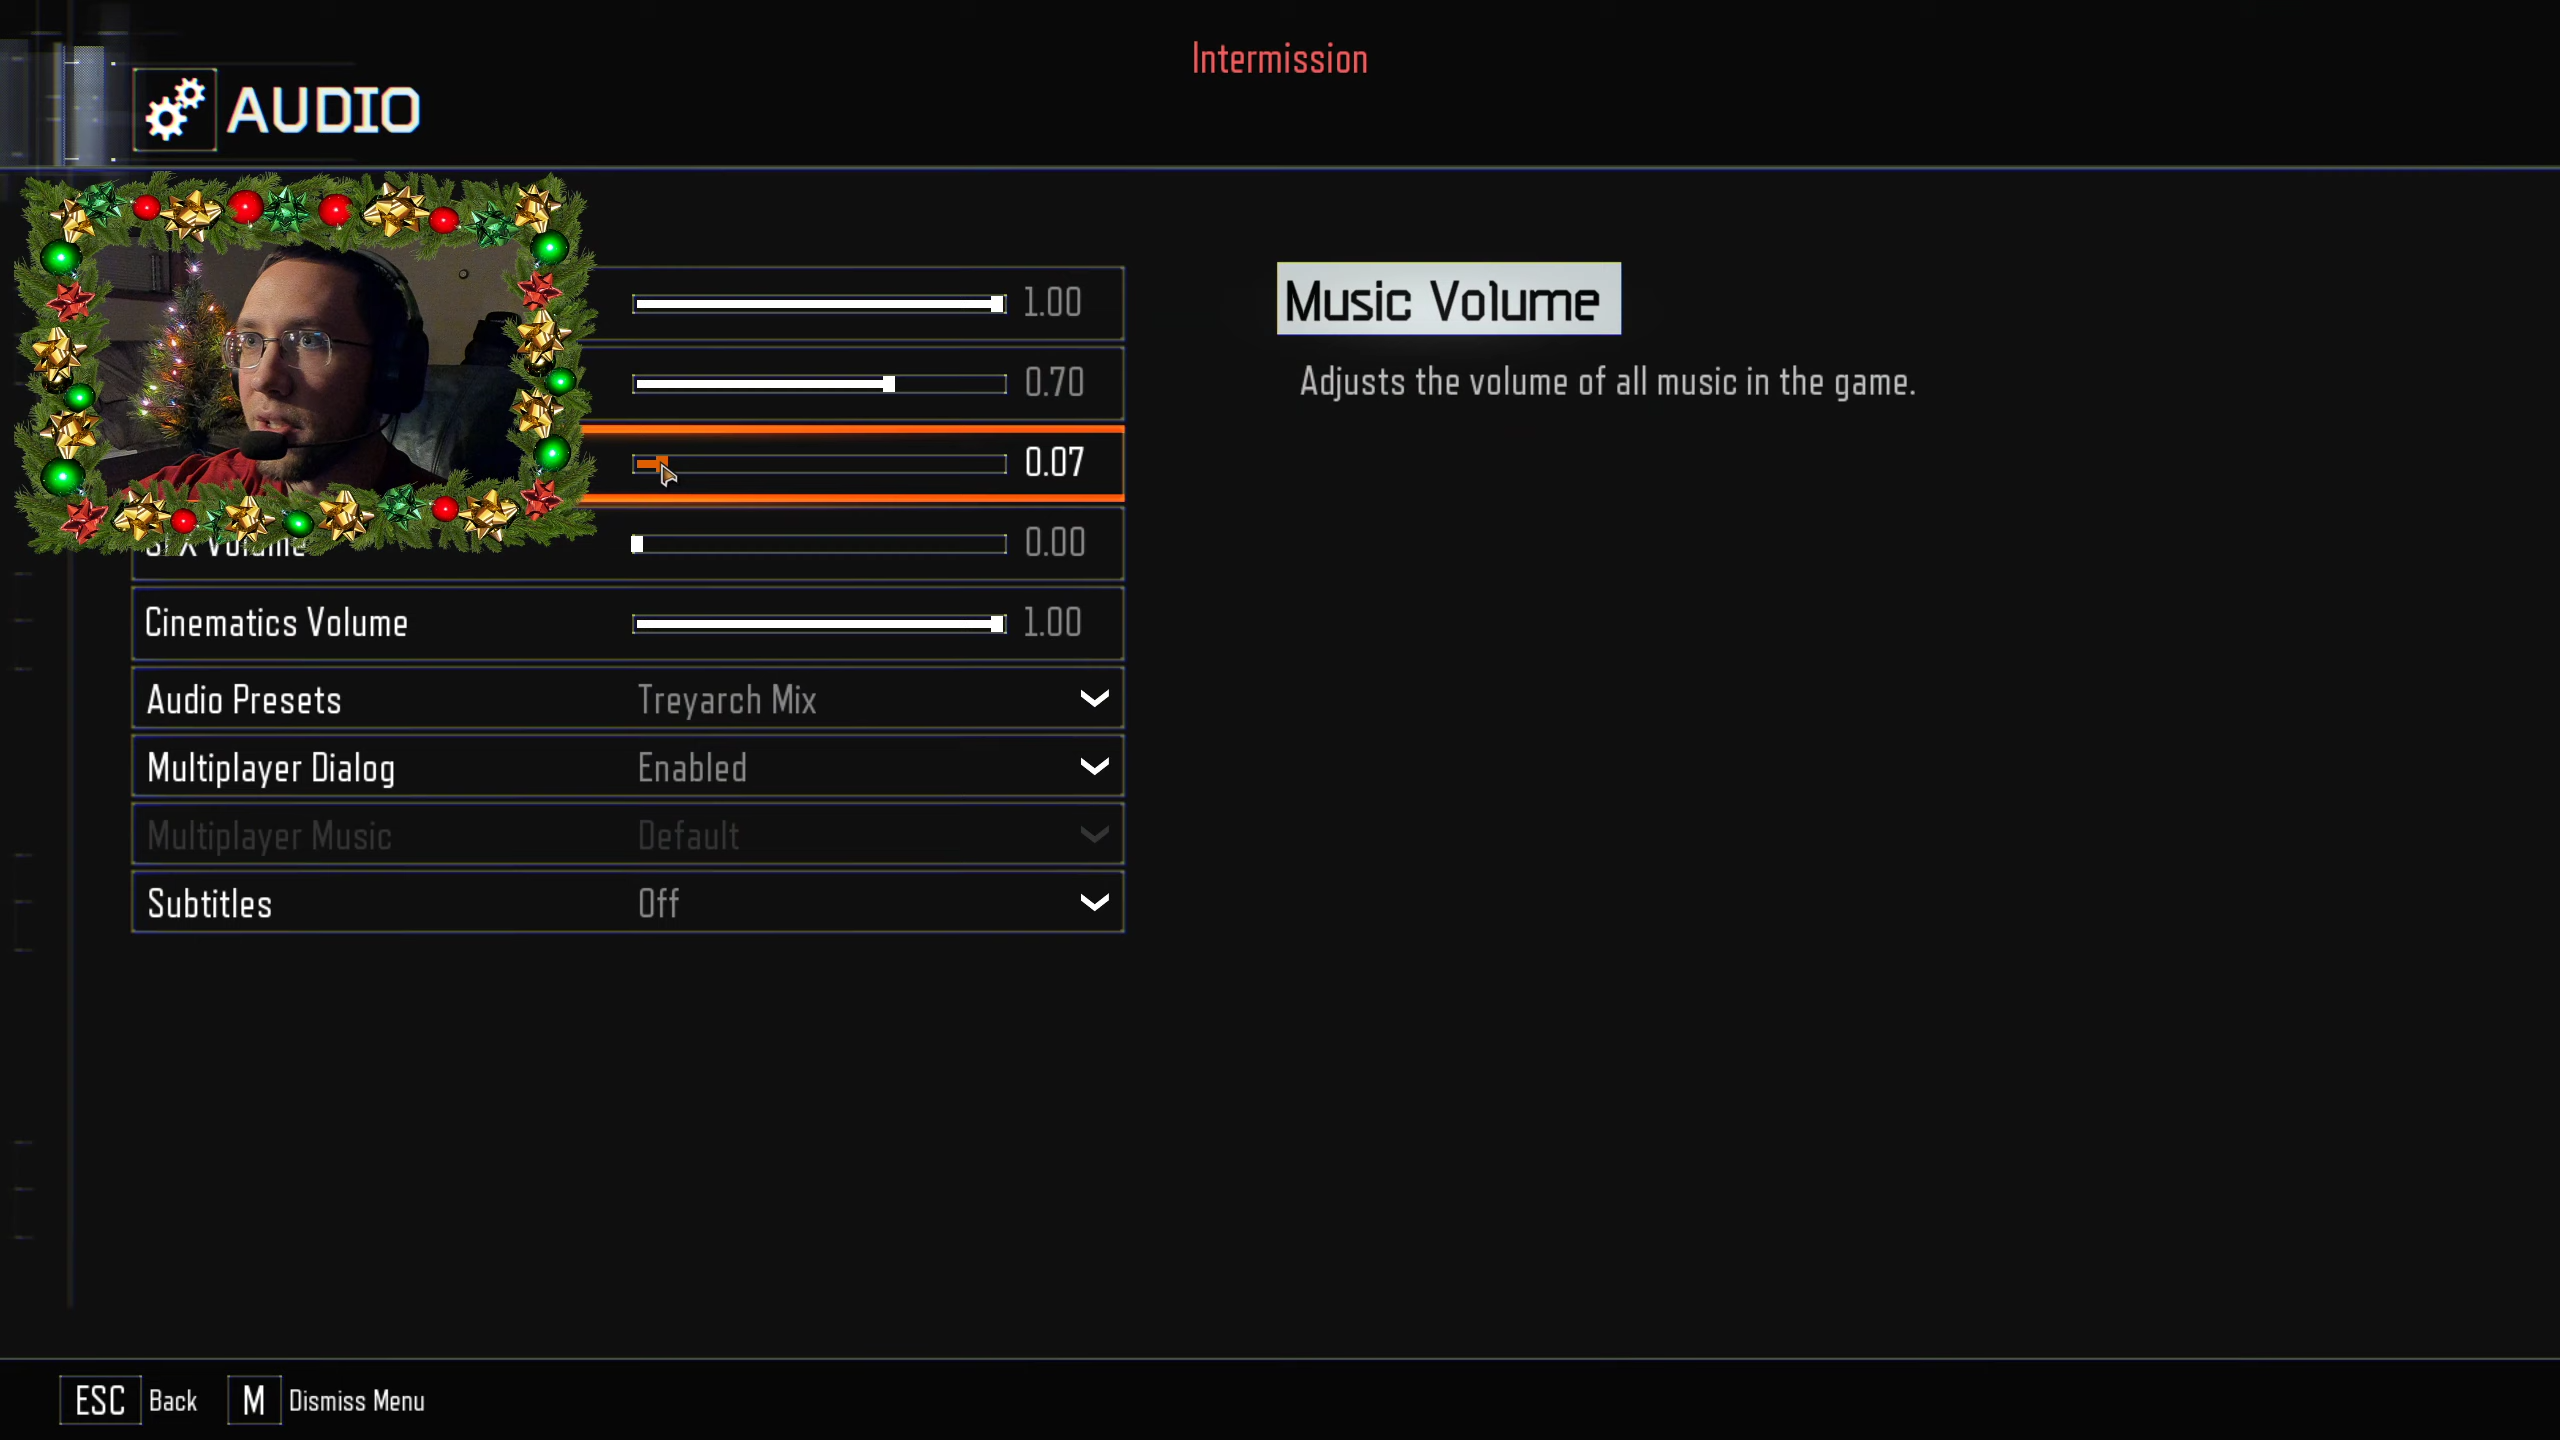 Intermission
AUDIO
1.00
Music Volume
0.70
Adjusts the volume of all music in the game.
0.07
SFX Volume 0.00
Cinematics Volume 1.00
Audio Presets Treyarch Mix
Multiplayer Dialog Enabled
Multiplayer Music Default
Subtitles Off
ESC Back M Dismiss Menu